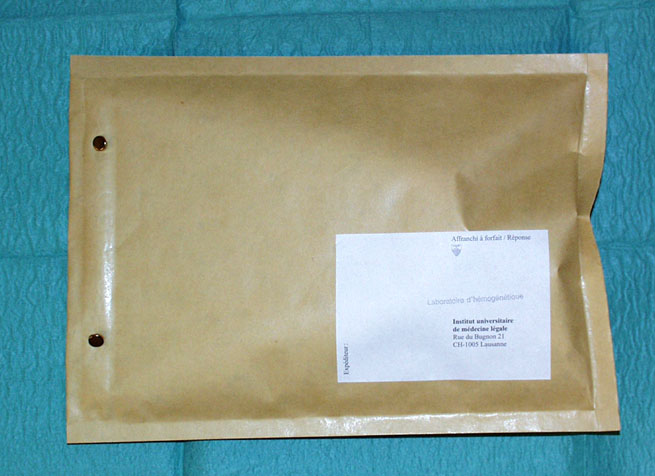 Affranchi à forfait / Réponse
Laboratoire d'hémogénétique
Institut universitaire
de médecine légale
Rue du Bugnon 21
CH-1005 Lausanne
Expéditeur :